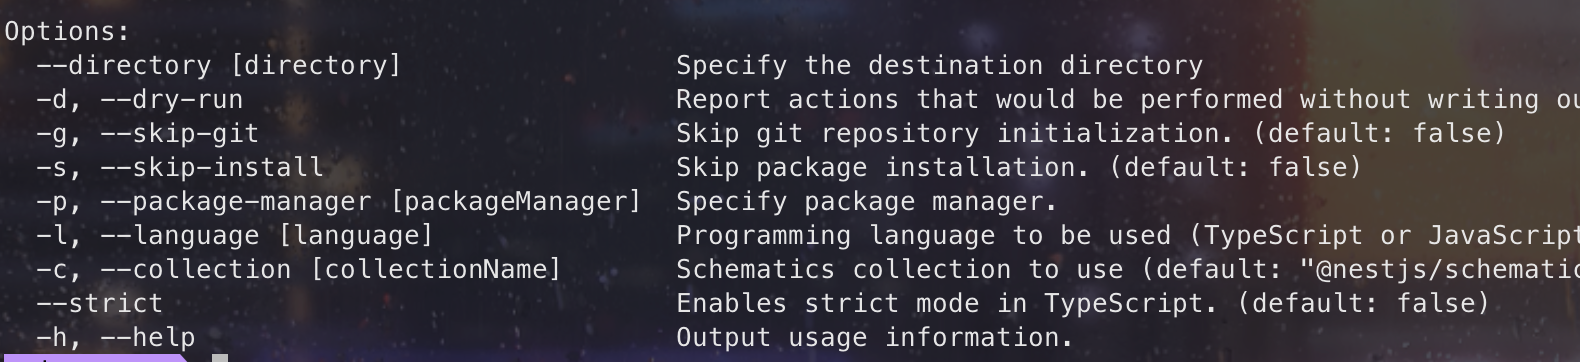 Options:
  --directory [directory]                 Specify the destination directory
  -d, --dry-run                           Report actions that would be performed without writing
  -g, --skip-git                          Skip git repository initialization. (default: false)
  -s, --skip-install                      Skip package installation. (default: false)
  -p, --package-manager [packageManager]  Specify package manager.
  -l, --language [language]               Programming language to be used (TypeScript or JavaScript
  -c, --collection [collectionName]       Schematics collection to use (default: "@nestjs/schematic
  --strict                                Enables strict mode in TypeScript. (default: false)
  -h, --help                              Output usage information.